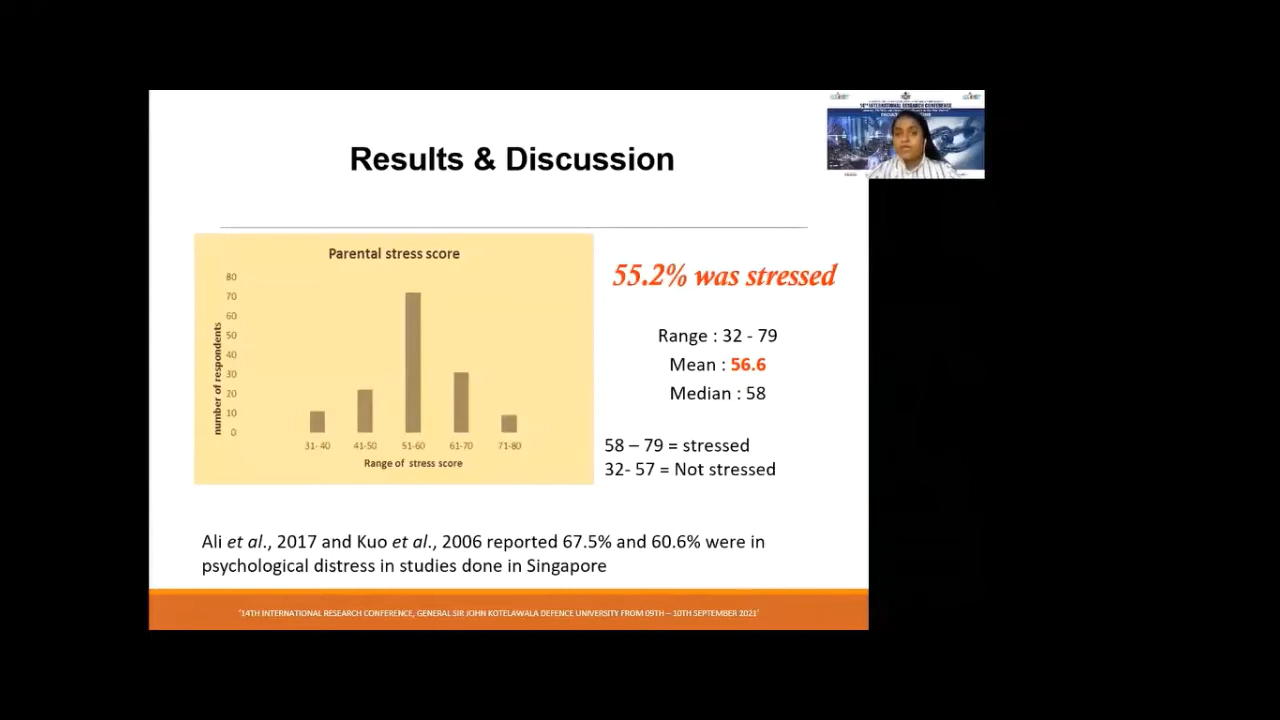 14TH INTERNATIONAL RESEARCH CONFERENCE
Results & Discussion
Parental stress score
80
70
60
50
40
30
20
10
0
number of respondents
31- 40 41-50 51-60 61-70 71-80
Range of stress score
55.2% was stressed
Range : 32 - 79
Mean : 56.6
Median : 58
58 – 79 = stressed
32- 57 = Not stressed
Ali et al., 2017 and Kuo et al., 2006 reported 67.5% and 60.6% were in
psychological distress in studies done in Singapore
‘14TH INTERNATIONAL RESEARCH CONFERENCE, GENERAL SIR JOHN KOTELAWALA DEFENCE UNIVERSITY FROM 09TH – 10TH SEPTEMBER 2021’